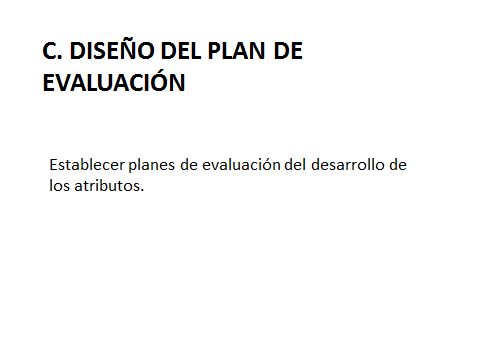 C. DISEÑO DEL PLAN DE
EVALUACIÓN
Establecer planes de evaluación del desarrollo de
los atributos.